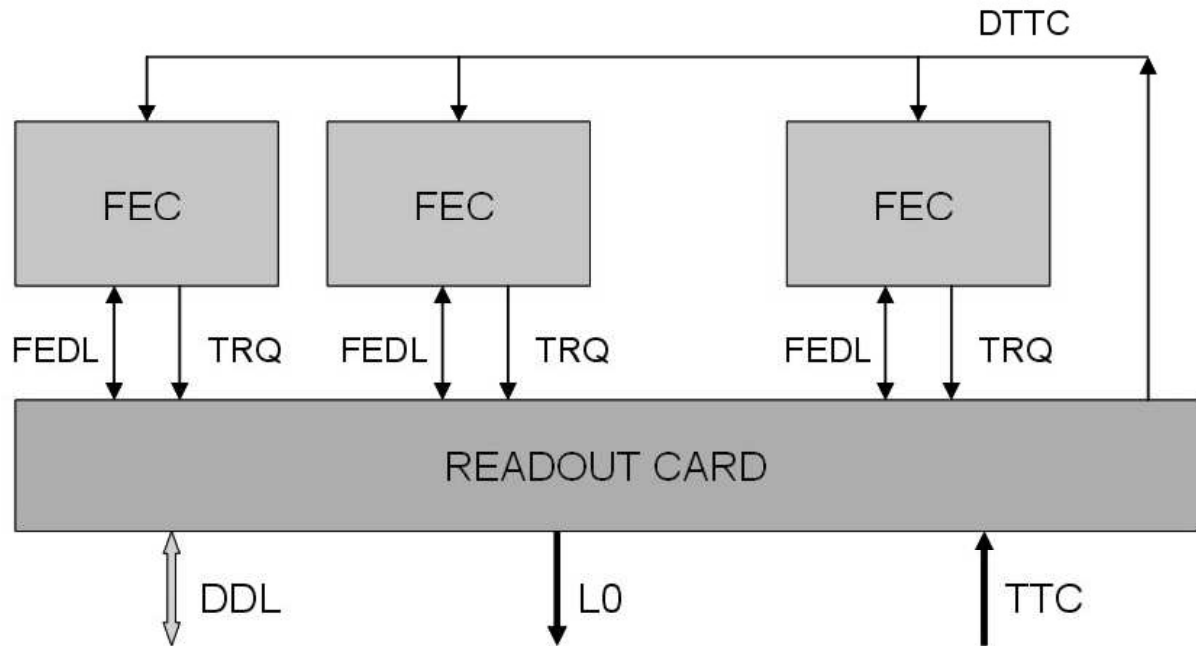 DTTC
FEC FEC FEC
FEDL TRQ FEDL TRQ FEDL TRQ
READOUT CARD
DDL L0 TTC